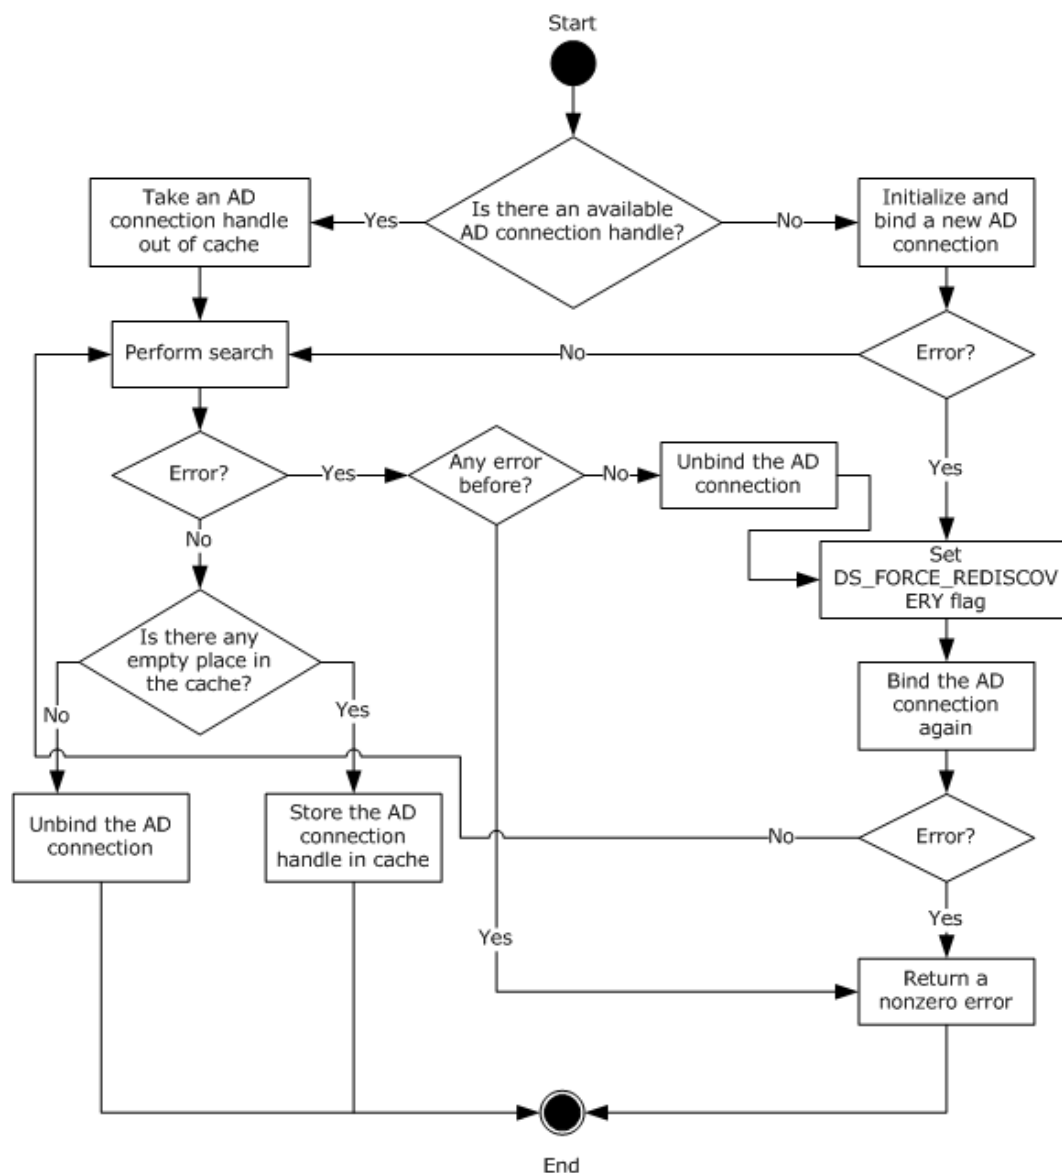 Start
Take an AD
connection handle
out of cache
Yes
Is there an available
AD connection handle?
No
Initialize and
bind a new AD
connection
Perform search
No
Error?
Error?
Yes
Any error
before?
No
Unbind the AD
connection
Yes
No
Set
DS_FORCE_REDISCOV
ERY flag
Is there any
empty place in
the cache?
Bind the AD
connection
again
No
Yes
Unbind the AD
connection
Store the AD
connection
handle in cache
No
Error?
Yes
Yes
Return a
nonzero error
End